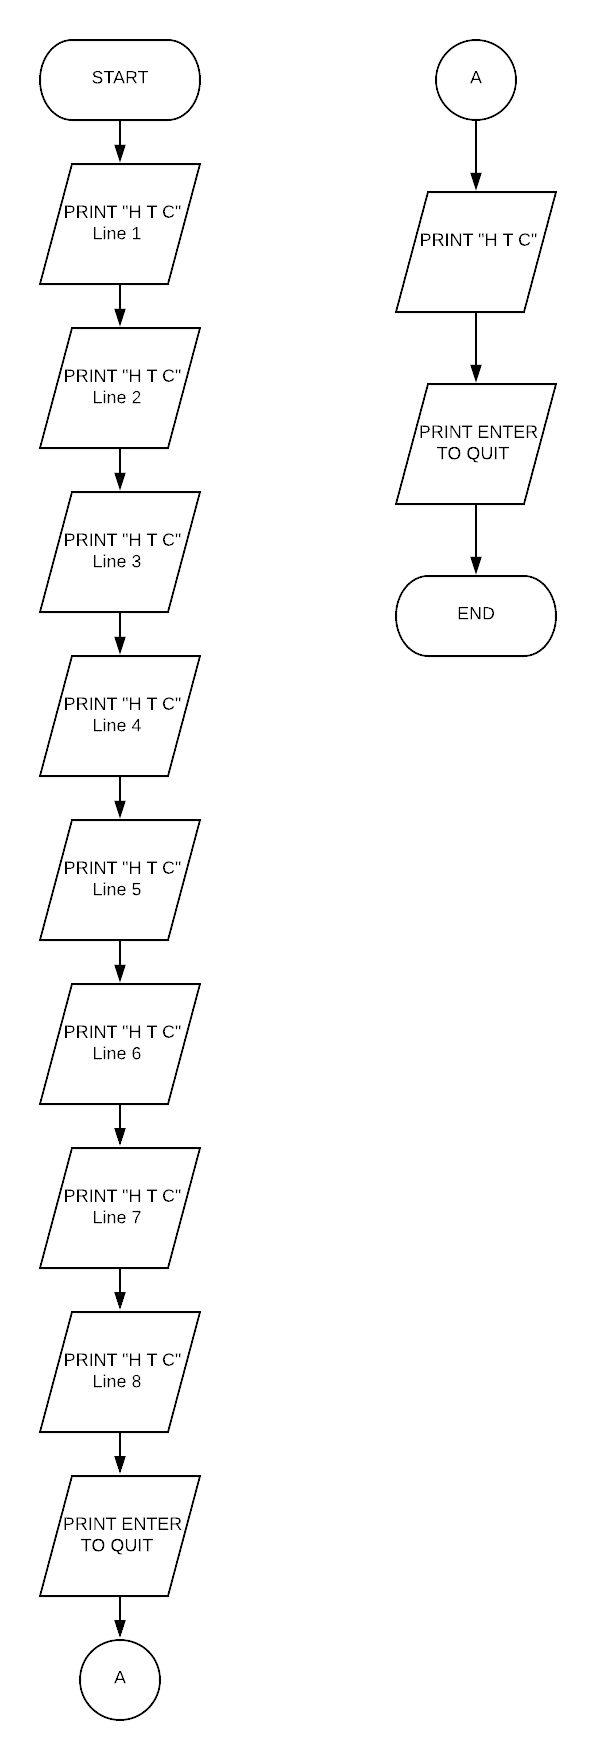 START
PRINT "H T C"
Line 1
PRINT "H T C"
Line 2
PRINT "H T C"
Line 3
PRINT "H T C"
Line 4
PRINT "H T C"
Line 5
PRINT "H T C"
Line 6
PRINT "H T C"
Line 7
PRINT "H T C"
Line 8
PRINT ENTER
TO QUIT
A
A
PRINT "H T C"
PRINT ENTER
TO QUIT
END